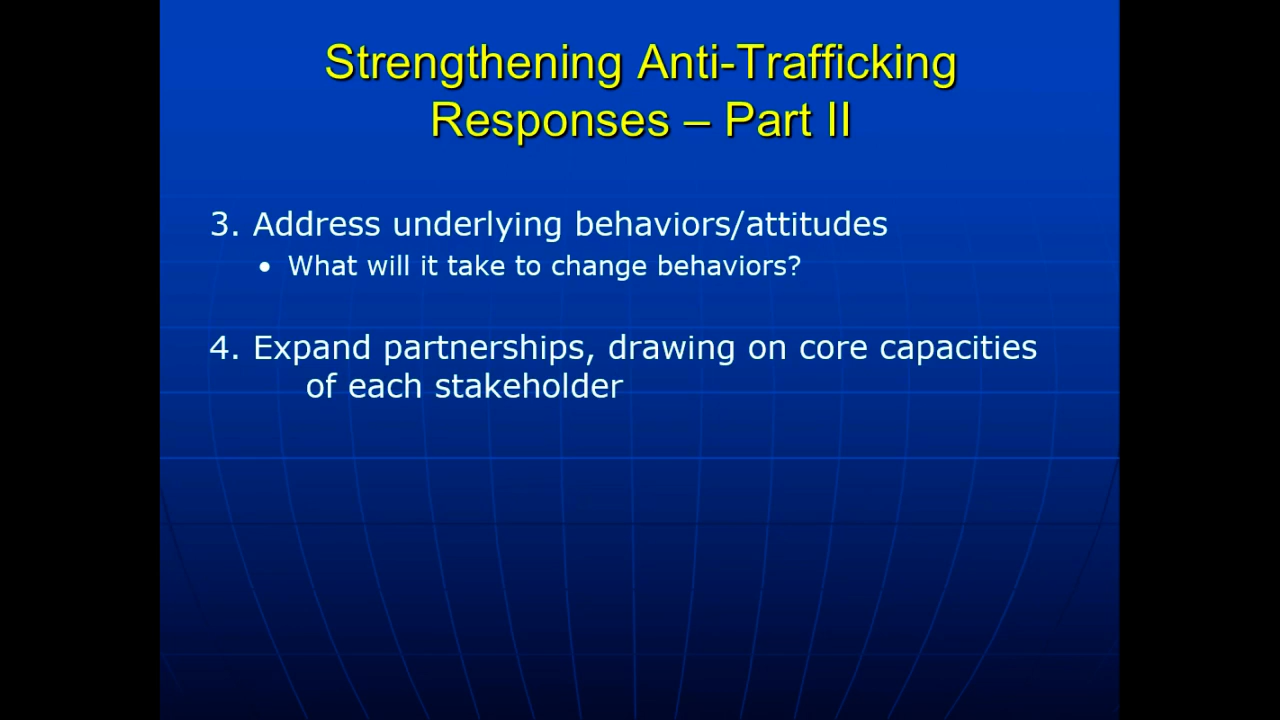 Strengthening Anti-Trafficking
Responses – Part II
3. Address underlying behaviors/attitudes
• What will it take to change behaviors?
4. Expand partnerships, drawing on core capacities
of each stakeholder